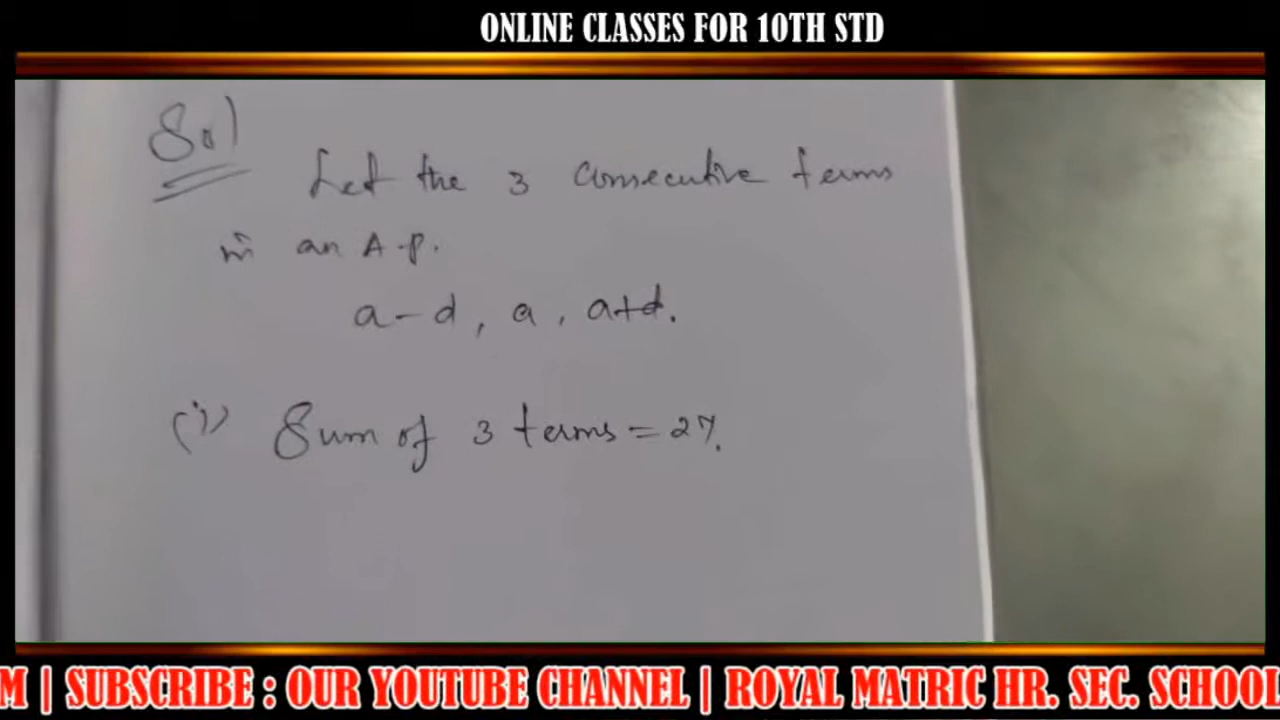 ONLINE CLASSES FOR 10TH STD
Sol
Let the 3 consecutive terms
in an A.P.
a-d, a, a+d.
(i) Sum of 3 terms = 27.
M | SUBSCRIBE : OUR YOUTUBE CHANNEL | ROYAL MATRIC HR. SEC. SCHOOL